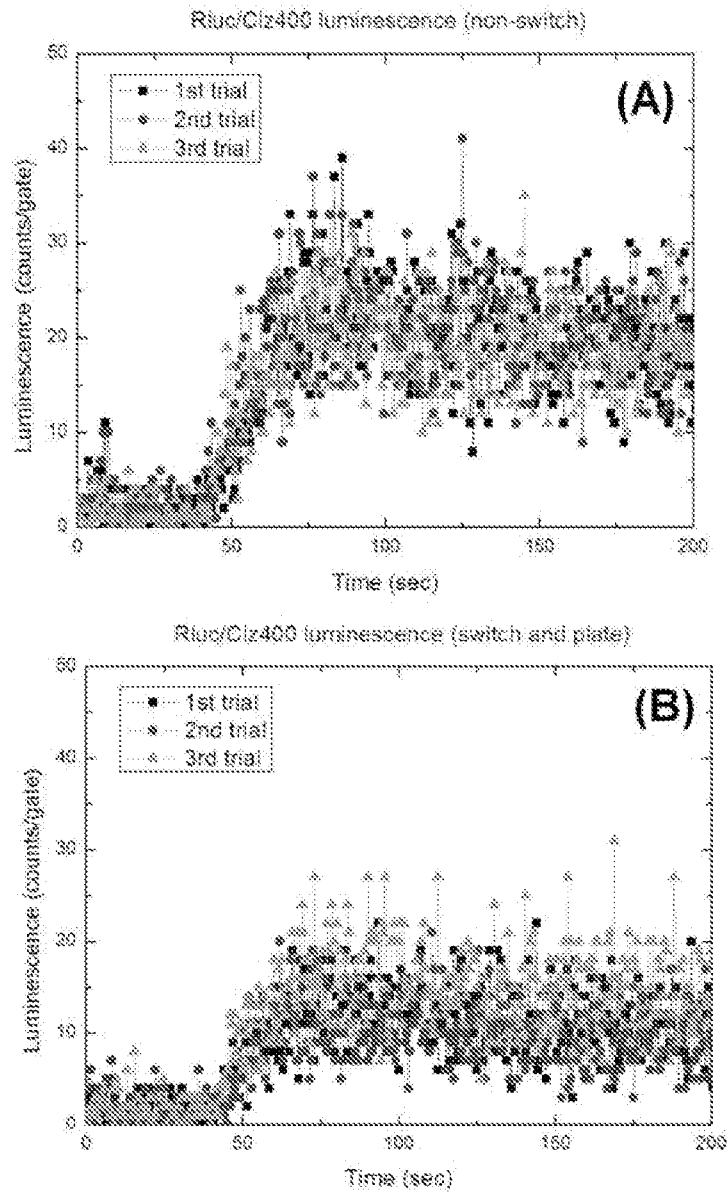 Rluc/Clz400 luminescence (non-switch)
(A)
1st trial
2nd trial
3rd trial
Luminescence (counts/gate)
50
40
30
20
10
0
0 50 100 150 200
Time (sec)
Rluc/Clz400 luminescence (switch and plate)
(B)
1st trial
2nd trial
3rd trial
Luminescence (counts/gate)
50
40
30
20
10
0
0 50 100 150 200
Time (sec)